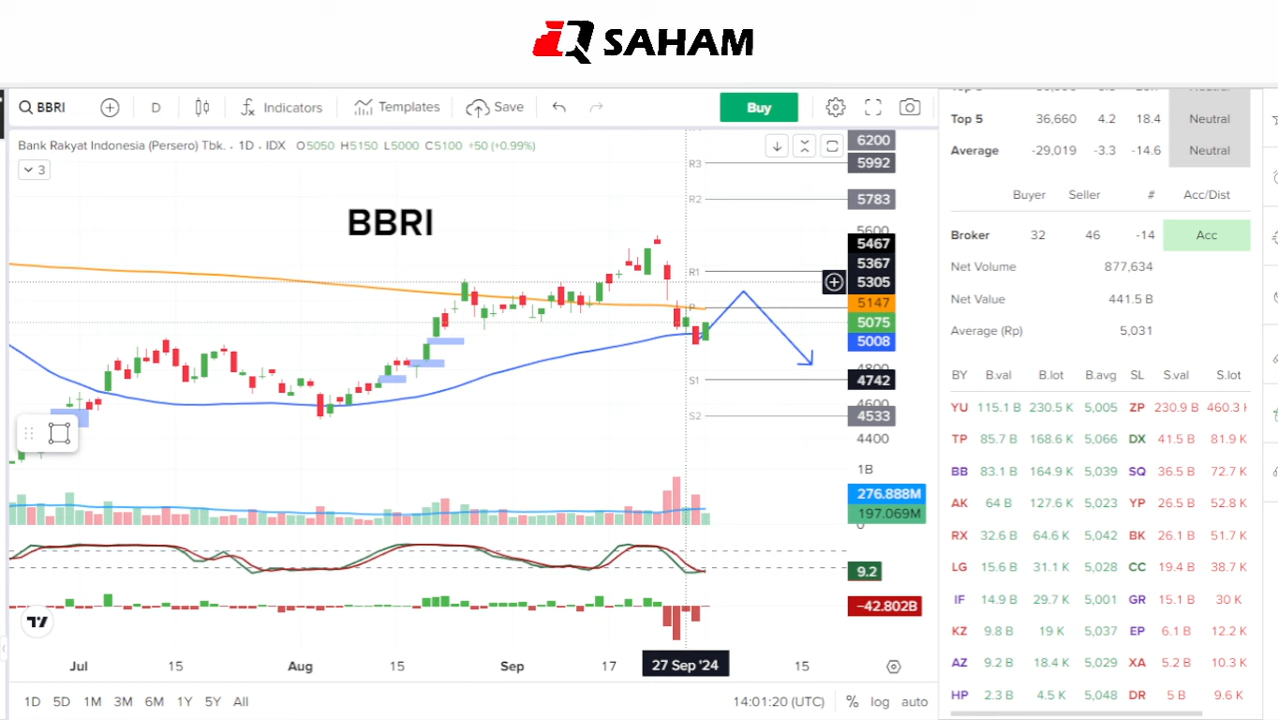 SAHAM
BBRI
D
Indicators
Templates
Save
Buy
Bank Rakyat Indonesia (Persero) Tbk. · 1D · IDX O5050 H5150 L5000 C5100 +50 (+0.99%)
3
BBRI
R3
R2
R1
P
S1
S2
6200
5992
5783
5600
5467
5367
5305
5147
5075
5008
4800
4742
4600
4533
4400
1B
276.888M
197.069M
0
9.2
−42.802B
Jul 15 Aug 15 Sep 17 27 Sep '24 15
1D 5D 1M 3M 6M 1Y 5Y All
14:01:20 (UTC) % log auto
Top 5 36,660 4.2 18.4 Neutral
Average -29,019 -3.3 -14.6 Neutral
Buyer Seller # Acc/Dist
Broker 32 46 -14 Acc
Net Volume 877,634
Net Value 441.5 B
Average (Rp) 5,031
BY B.val B.lot B.avg SL S.val S.lot
YU 115.1 B 230.5 K 5,005 ZP 230.9 B 460.3
TP 85.7 B 168.6 K 5,066 DX 41.5 B 81.9 K
BB 83.1 B 164.9 K 5,039 SQ 36.5 B 72.7 K
AK 64 B 127.6 K 5,023 YP 26.5 B 52.8 K
RX 32.6 B 64.6 K 5,042 BK 26.1 B 51.7 K
LG 15.6 B 31.1 K 5,028 CC 19.4 B 38.7 K
IF 14.9 B 29.7 K 5,001 GR 15.1 B 30 K
KZ 9.8 B 19 K 5,037 EP 6.1 B 12.2 K
AZ 9.2 B 18.4 K 5,029 XA 5.2 B 10.3 K
HP 2.3 B 4.5 K 5,048 DR 5 B 9.6 K